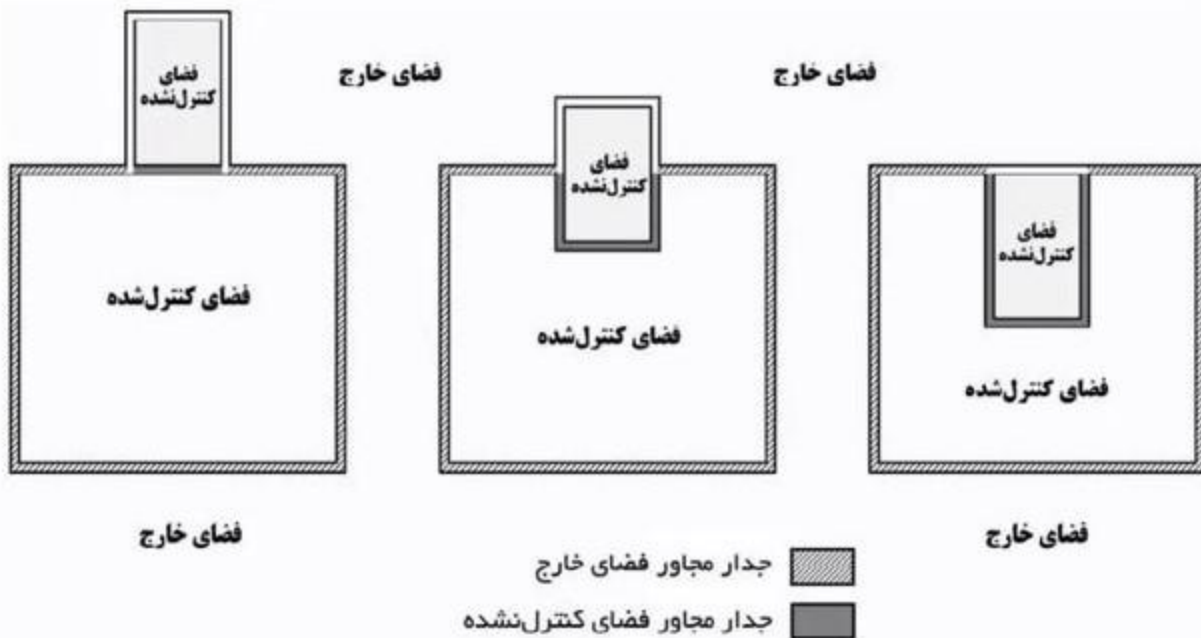 فضای خارج
فضای خارج
فضای
کنترل‌نشده
فضای
کنترل‌نشده
فضای
کنترل‌نشده
فضای کنترل‌شده
فضای کنترل‌شده
فضای کنترل‌شده
فضای خارج
فضای خارج
جدار مجاور فضای خارج
جدار مجاور فضای کنترل‌نشده